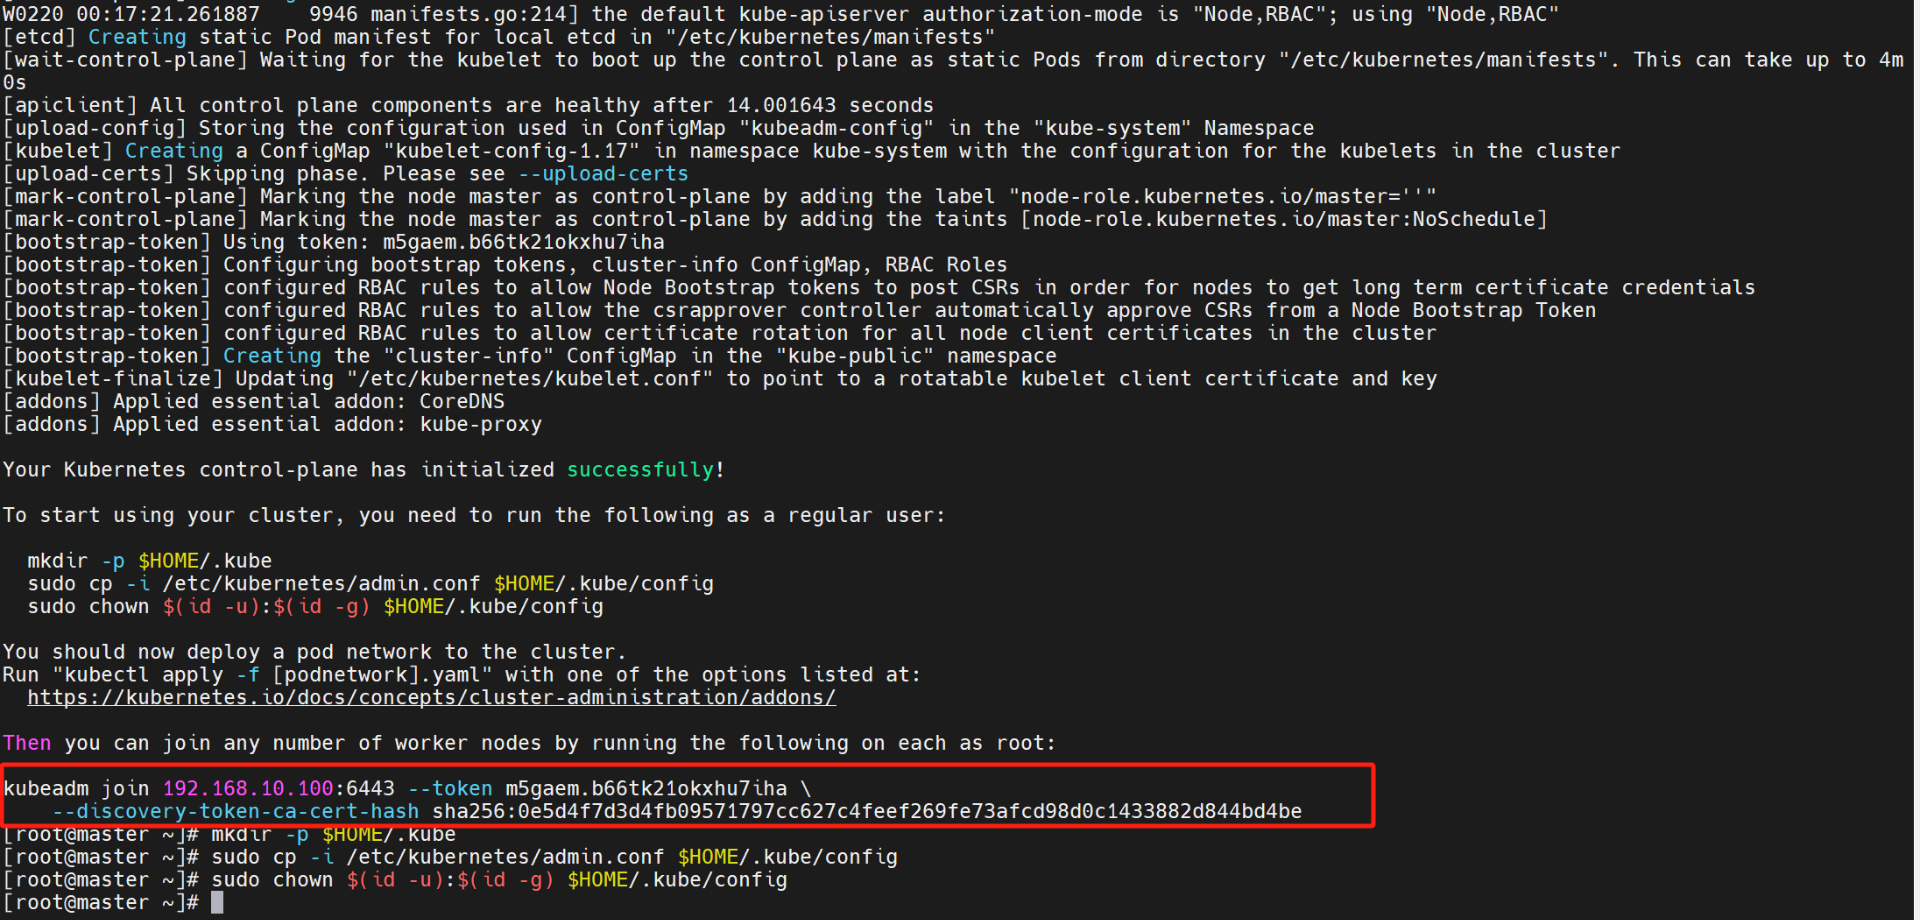 W0220 00:17:21.261887    9946 manifests.go:214] the default kube-apiserver authorization-mode is "Node,RBAC"; using "Node,RBAC"
[etcd] Creating static Pod manifest for local etcd in "/etc/kubernetes/manifests"
[wait-control-plane] Waiting for the kubelet to boot up the control plane as static Pods from directory "/etc/kubernetes/manifests". This can take up to 4m
0s
[apiclient] All control plane components are healthy after 14.001643 seconds
[upload-config] Storing the configuration used in ConfigMap "kubeadm-config" in the "kube-system" Namespace
[kubelet] Creating a ConfigMap "kubelet-config-1.17" in namespace kube-system with the configuration for the kubelets in the cluster
[upload-certs] Skipping phase. Please see --upload-certs
[mark-control-plane] Marking the node master as control-plane by adding the label "node-role.kubernetes.io/master=''"
[mark-control-plane] Marking the node master as control-plane by adding the taints [node-role.kubernetes.io/master:NoSchedule]
[bootstrap-token] Using token: m5gaem.b66tk21okxhu7iha
[bootstrap-token] Configuring bootstrap tokens, cluster-info ConfigMap, RBAC Roles
[bootstrap-token] configured RBAC rules to allow Node Bootstrap tokens to post CSRs in order for nodes to get long term certificate credentials
[bootstrap-token] configured RBAC rules to allow the csrapprover controller automatically approve CSRs from a Node Bootstrap Token
[bootstrap-token] configured RBAC rules to allow certificate rotation for all node client certificates in the cluster
[bootstrap-token] Creating the "cluster-info" ConfigMap in the "kube-public" namespace
[kubelet-finalize] Updating "/etc/kubernetes/kubelet.conf" to point to a rotatable kubelet client certificate and key
[addons] Applied essential addon: CoreDNS
[addons] Applied essential addon: kube-proxy
Your Kubernetes control-plane has initialized successfully!
To start using your cluster, you need to run the following as a regular user:
  mkdir -p $HOME/.kube
  sudo cp -i /etc/kubernetes/admin.conf $HOME/.kube/config
  sudo chown $(id -u):$(id -g) $HOME/.kube/config
You should now deploy a pod network to the cluster.
Run "kubectl apply -f [podnetwork].yaml" with one of the options listed at:
  https://kubernetes.io/docs/concepts/cluster-administration/addons/
Then you can join any number of worker nodes by running the following on each as root:
kubeadm join 192.168.10.100:6443 --token m5gaem.b66tk21okxhu7iha \
    --discovery-token-ca-cert-hash sha256:0e5d4f7d3d4fb09571797cc627c4feef269fe73afcd98d0c1433882d844bd4be
[root@master ~]# mkdir -p $HOME/.kube
[root@master ~]# sudo cp -i /etc/kubernetes/admin.conf $HOME/.kube/config
[root@master ~]# sudo chown $(id -u):$(id -g) $HOME/.kube/config
[root@master ~]#